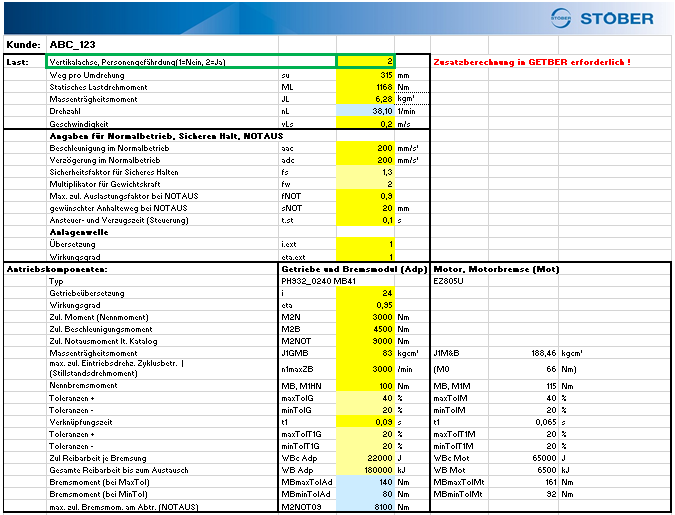 STÖBER STÖBER
Kunde: ABC_123
Last: Vertikalachse, Personengefährdung(1=Nein, 2=Ja) 2 Zusatzberechnung in GETBER erforderlich !
Weg pro Umdrehung su 315 mm
Statisches Lastdrehmoment ML 1168 Nm
Massenträgheitsmoment JL 6,28 kgm²
Drehzahl nL 38,10 1/min
Geschwindigkeit vLs 0,2 m/s
Angaben für Normalbetrieb, Sicheren Halt, NOTAUS
Beschleunigung im Normalbetrieb aac 200 mm/s²
Verzögerung im Normalbetrieb adc 200 mm/s²
Sicherheitsfaktor für Sicheres Halten fs 1,3
Multiplikator für Gewichtskraft fw 2
Max. zul. Auslastungsfaktor bei NOTAUS fNOT 0,9
gewünschter Anhalteweg bei NOTAUS sNOT 20 mm
Ansteuer- und Verzugszeit (Steuerung) t.st 0,1 s
Anlagenwelle
Übersetzung i.ext 1
Wirkungsgrad eta.ext 1
Antriebskomponenten: Getriebe und Bremsmodul (Adp) Motor, Motorbremse (Mot)
Typ PH932_0240 MB41 EZ805U
Getriebeübersetzung i 24
Wirkungsgrad eta 0,95
Zul. Moment (Nennmoment) M2N 3000 Nm
Zul. Beschleunigungsmoment M2B 4500 Nm
Zul. Notausmoment lt. Katalog M2NOT 9000 Nm
Massenträgheitsmoment J1GMB 83 kgcm² J1M&B 188,46 kgcm²
max. zul. Eintriebsdrehz. Zyklusbetr. |
(Stillstandsdrehmoment) n1maxZB 3000 /min (M0 66 Nm)
Nennbremsmoment MB, M1HN 100 Nm MB, M1M 115 Nm
Toleranzen + maxTolG 40 % maxTolM 40 %
Toleranzen - minTolG 20 % minTolM 20 %
Verknüpfungszeit t1 0,09 s t1 0,065 s
Toleranzen + maxTolT1G 20 % maxTolT1M 20 %
Toleranzen - minTolT1G 20 % minTolT1M 20 %
Zul Reibarbeit je Bremsung WBc Adp 22000 J WBc Mot 65000 J
Gesamte Reibarbeit bis zum Austausch WB Adp 180000 kJ WB Mot 6500 kJ
Bremsmoment (bei MaxTol) MBmaxTolAd 140 Nm MBmaxTolMt 161 Nm
Bremsmoment (bei MinTol) MBminTolAd 80 Nm MBminTolMt 92 Nm
max. zul. Bremsmom. am Abtr. (NOTAUS) M2NOT09 8100 Nm